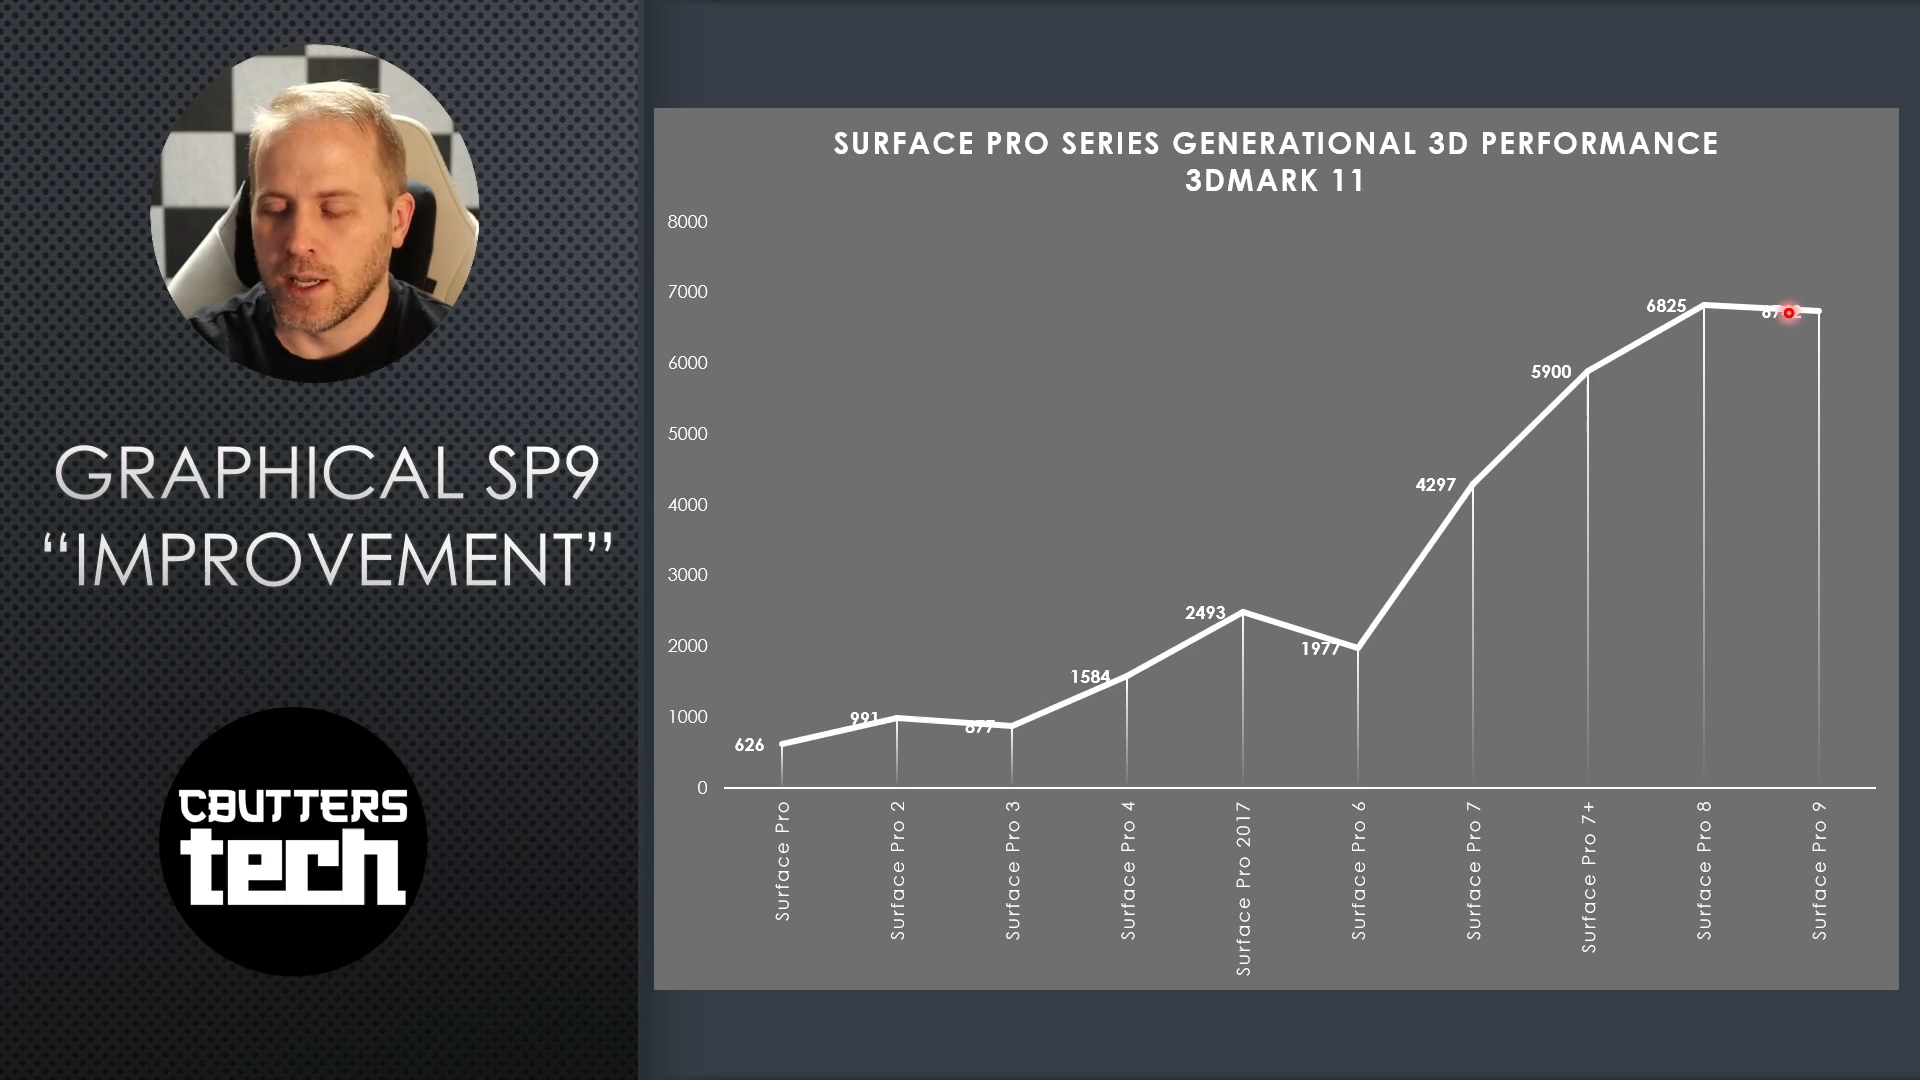 GRAPHICAL SP9
“IMPROVEMENT”
CBUTTERS
tech
SURFACE PRO SERIES GENERATIONAL 3D PERFORMANCE
3DMARK 11
8000
7000
6000
5000
4000
3000
2000
1000
0
626
991
877
1584
2493
1977
4297
5900
6825
Surface Pro
Surface Pro 2
Surface Pro 3
Surface Pro 4
Surface Pro 2017
Surface Pro 6
Surface Pro 7
Surface Pro 7+
Surface Pro 8
Surface Pro 9